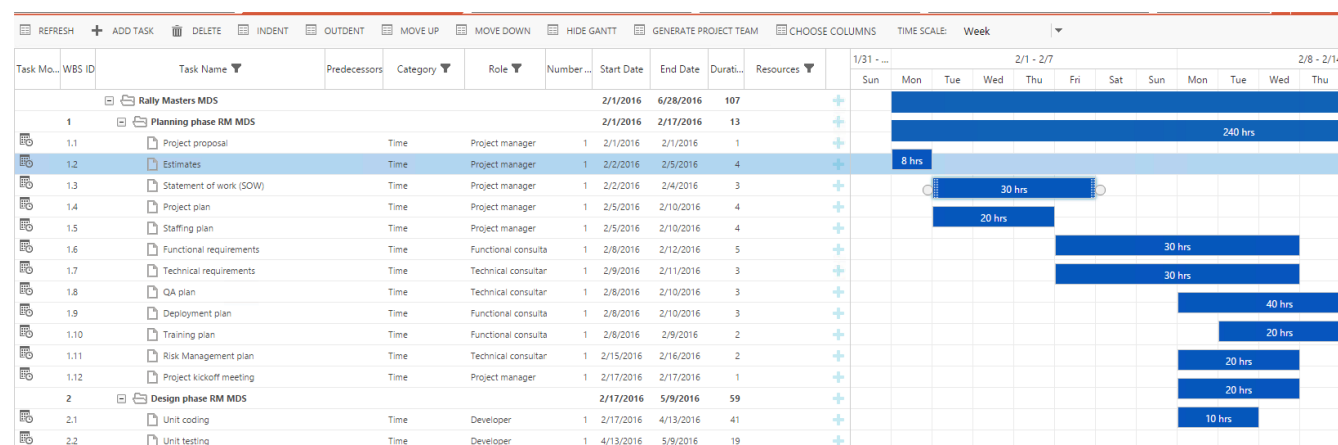 REFRESH ADD TASK DELETE INDENT OUTDENT MOVE UP MOVE DOWN HIDE GANTT GENERATE PROJECT TEAM CHOOSE COLUMNS TIME SCALE: Week
Task Mo... WBS ID Task Name Predecessors Category Role Number ... Start Date End Date Durati... Resources 1/31 - ... 2/1 - 2/7 2/8 - 2/14
Sun Mon Tue Wed Thu Fri Sat Sun Mon Tue Wed Thu
Rally Masters MDS 2/1/2016 6/28/2016 107
1 Planning phase RM MDS 2/1/2016 2/17/2016 13 240 hrs
1.1 Project proposal Time Project manager 1 2/1/2016 2/1/2016 1
1.2 Estimates Time Project manager 1 2/2/2016 2/5/2016 4 8 hrs
1.3 Statement of work (SOW) Time Project manager 1 2/2/2016 2/4/2016 3 30 hrs
1.4 Project plan Time Project manager 1 2/5/2016 2/10/2016 4
1.5 Staffing plan Time Project manager 1 2/5/2016 2/10/2016 4 20 hrs
1.6 Functional requirements Time Functional consulta 1 2/8/2016 2/12/2016 5 30 hrs
1.7 Technical requirements Time Technical consultar 1 2/9/2016 2/11/2016 3 30 hrs
1.8 QA plan Time Technical consultar 1 2/8/2016 2/10/2016 3
1.9 Deployment plan Time Functional consulta 1 2/8/2016 2/10/2016 3 40 hrs
1.10 Training plan Time Functional consulta 1 2/8/2016 2/9/2016 2 20 hrs
1.11 Risk Management plan Time Technical consultar 1 2/15/2016 2/16/2016 2 20 hrs
1.12 Project kickoff meeting Time Project manager 1 2/17/2016 2/17/2016 1
2 Design phase RM MDS 2/17/2016 5/9/2016 59 20 hrs
2.1 Unit coding Time Developer 1 2/17/2016 4/13/2016 41 10 hrs
2.2 Unit testing Time Developer 1 4/13/2016 5/9/2016 19